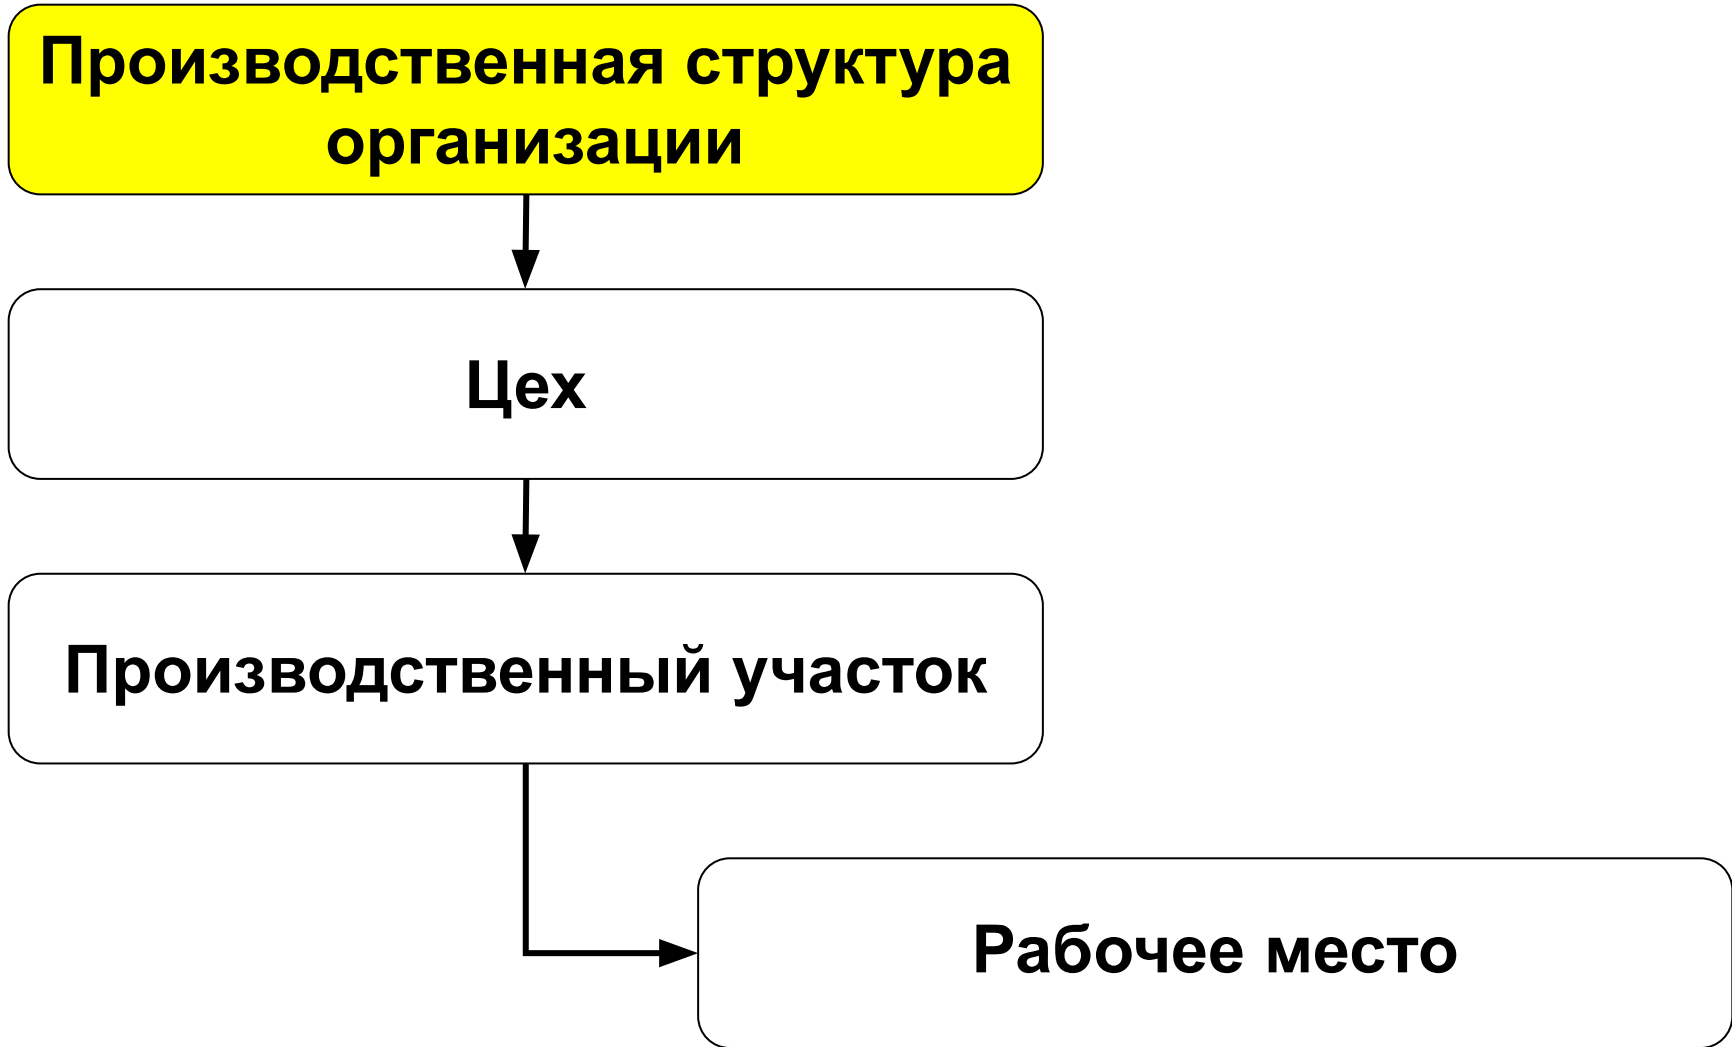 Производственная структура
организации
Цех
Производственный участок
Рабочее место